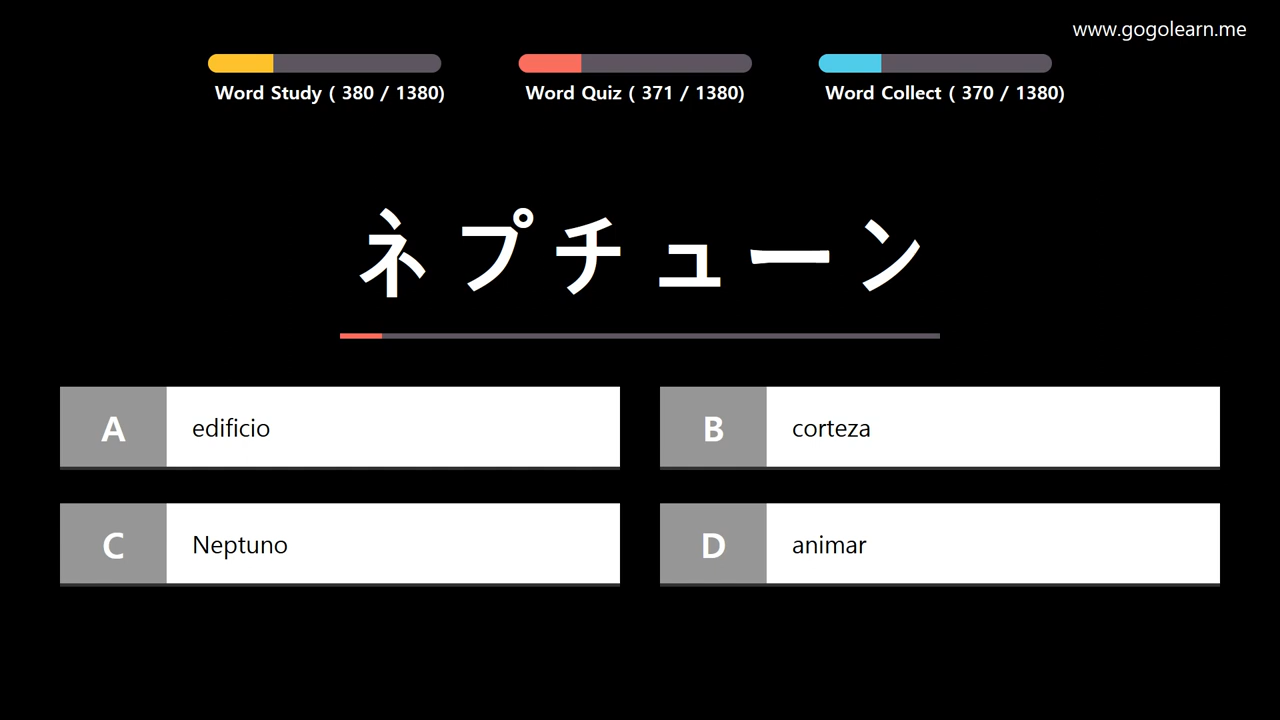 www.gogolearn.me
Word Study ( 380 / 1380)
Word Quiz ( 371 / 1380)
Word Collect ( 370 / 1380)
ネプチューン
A edificio
B corteza
C Neptuno
D animar